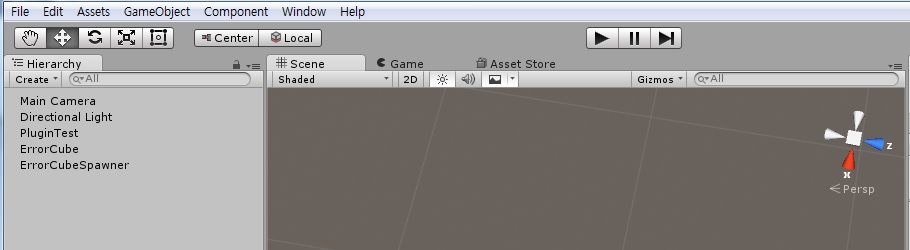 File Edit Assets GameObject Component Window Help
Center Local
Hierarchy Scene Game Asset Store
Create All Shaded 2D Gizmos All
Main Camera
Directional Light
PluginTest
ErrorCube
ErrorCubeSpawner
z
x
Persp